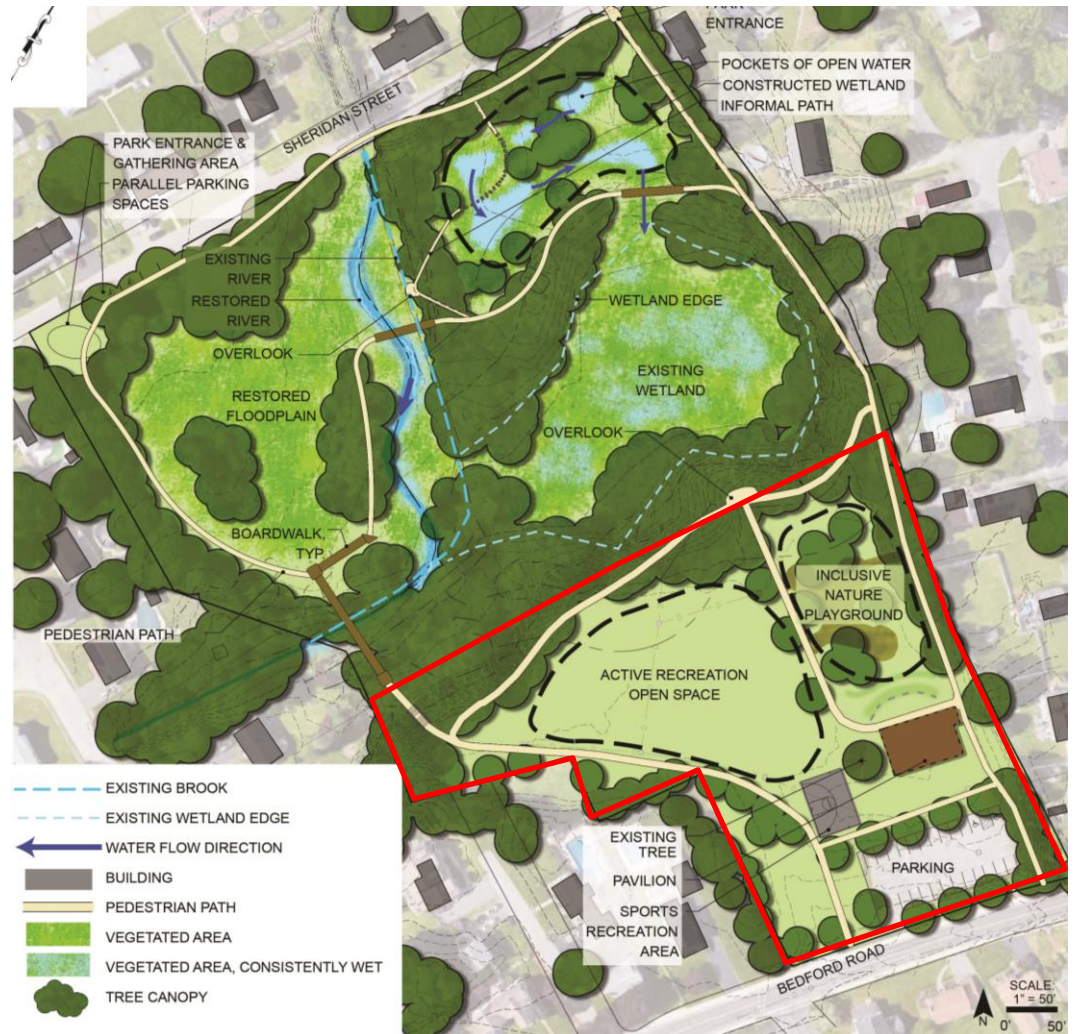 PARK
ENTRANCE
POCKETS OF OPEN WATER
CONSTRUCTED WETLAND
INFORMAL PATH
SHERIDAN STREET
PARK ENTRANCE &
GATHERING AREA
PARALLEL PARKING
SPACES
EXISTING
RIVER
RESTORED
RIVER
OVERLOOK
WETLAND EDGE
EXISTING
WETLAND
RESTORED
FLOODPLAIN
OVERLOOK
BOARDWALK,
TYP.
PEDESTRIAN PATH
INCLUSIVE
NATURE
PLAYGROUND
ACTIVE RECREATION
OPEN SPACE
EXISTING
TREE
PAVILION
SPORTS
RECREATION
AREA
PARKING
BEDFORD ROAD
EXISTING BROOK
EXISTING WETLAND EDGE
WATER FLOW DIRECTION
BUILDING
PEDESTRIAN PATH
VEGETATED AREA
VEGETATED AREA, CONSISTENTLY WET
TREE CANOPY
N
SCALE:
1" = 50'
0' 50'